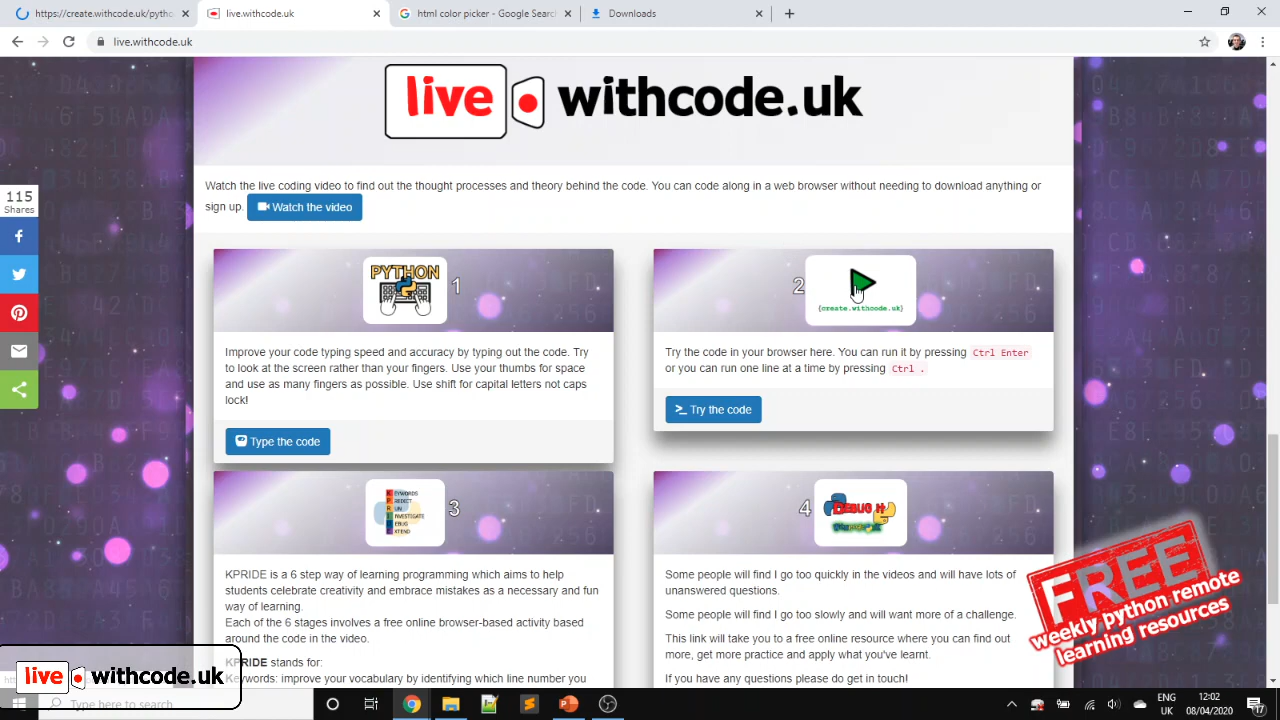 https://create.withcode.uk/pytho
live.withcode.uk
html color picker - Google Searc
Downloads
live.withcode.uk
live withcode.uk
115
Shares
Watch the live coding video to find out the thought processes and theory behind the code. You can code along in a web browser without needing to download anything or
sign up. Watch the video
PYTHON 1
2
{create.withcode.uk}
Improve your code typing speed and accuracy by typing out the code. Try
to look at the screen rather than your fingers. Use your thumbs for space
and use as many fingers as possible. Use shift for capital letters not caps
lock!
Type the code
Try the code in your browser here. You can run it by pressing Ctrl Enter
or you can run one line at a time by pressing Ctrl .
Try the code
KEYWORDS
PREDICT
RUN
INVESTIGATE
DEBUG
EXTEND
3
4 DEBUG IT
KPRIDE is a 6 step way of learning programming which aims to help
students celebrate creativity and embrace mistakes as a necessary and fun
way of learning.
Each of the 6 stages involves a free online browser-based activity based
around the code in the video.
KPRIDE stands for:
Keywords: improve your vocabulary by identifying which line number you
Some people will find I go too quickly in the videos and will have lots of
unanswered questions.
Some people will find I go too slowly and will want more of a challenge.
This link will take you to a free online resource where you can find out
more, get more practice and apply what you've learnt.
If you have any questions please do get in touch!
FREE
weekly python remote
learning resources
live withcode.uk
Type here to search
ENG
UK
12:02
08/04/2020
17